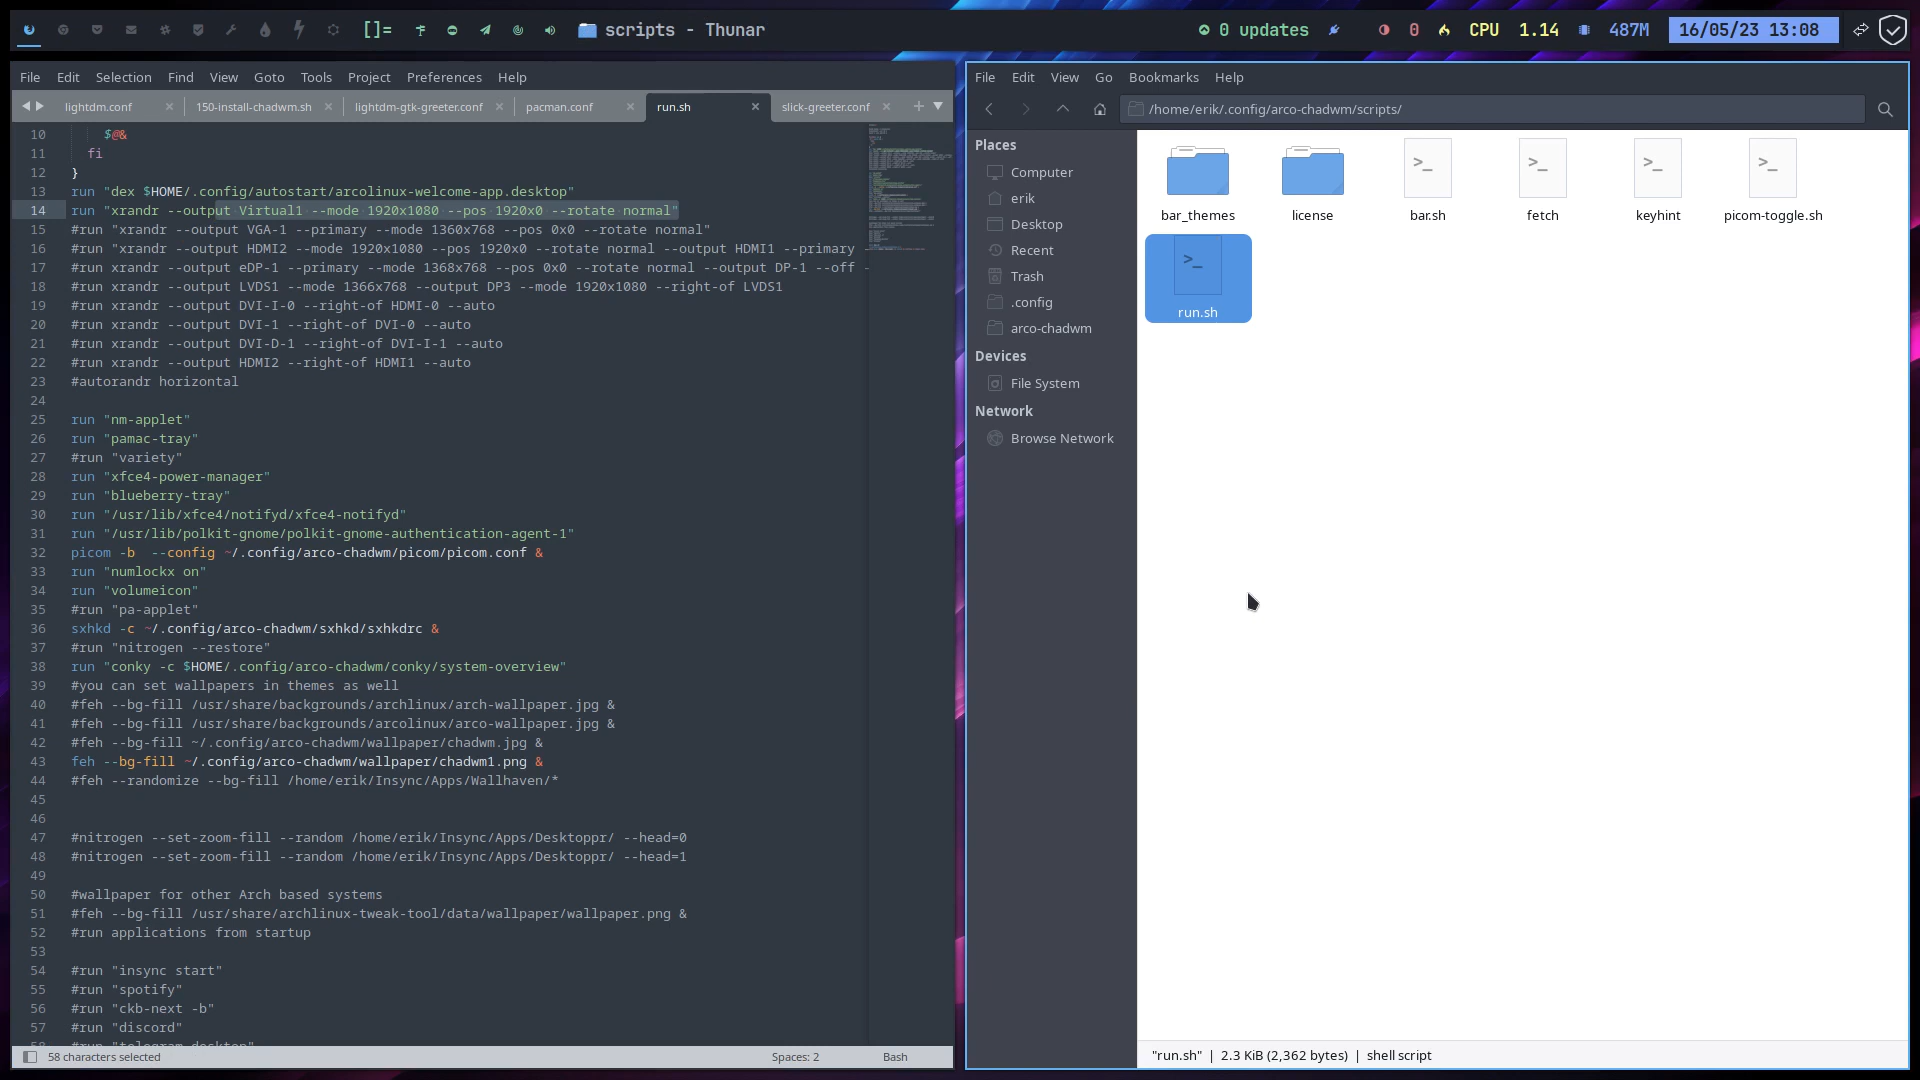 []=
scripts - Thunar
0 updates
0
CPU 1.14
487M
16/05/23 13:08
File Edit Selection Find View Goto Tools Project Preferences Help
lightdm.conf
150-install-chadwm.sh
lightdm-gtk-greeter.conf
pacman.conf
run.sh
slick-greeter.conf
10 $@&
11 fi
12 }
13 run "dex $HOME/.config/autostart/arcolinux-welcome-app.desktop"
14 run "xrandr --output Virtual1 --mode 1920x1080 --pos 1920x0 --rotate normal"
15 #run "xrandr --output VGA-1 --primary --mode 1360x768 --pos 0x0 --rotate normal"
16 #run "xrandr --output HDMI2 --mode 1920x1080 --pos 1920x0 --rotate normal --output HDMI1 --primary
17 #run xrandr --output eDP-1 --primary --mode 1368x768 --pos 0x0 --rotate normal --output DP-1 --off -
18 #run xrandr --output LVDS1 --mode 1366x768 --output DP3 --mode 1920x1080 --right-of LVDS1
19 #run xrandr --output DVI-I-0 --right-of HDMI-0 --auto
20 #run xrandr --output DVI-1 --right-of DVI-0 --auto
21 #run xrandr --output DVI-D-1 --right-of DVI-I-1 --auto
22 #run xrandr --output HDMI2 --right-of HDMI1 --auto
23 #autorandr horizontal
24
25 run "nm-applet"
26 run "pamac-tray"
27 #run "variety"
28 run "xfce4-power-manager"
29 run "blueberry-tray"
30 run "/usr/lib/xfce4/notifyd/xfce4-notifyd"
31 run "/usr/lib/polkit-gnome/polkit-gnome-authentication-agent-1"
32 picom -b  --config ~/.config/arco-chadwm/picom/picom.conf &
33 run "numlockx on"
34 run "volumeicon"
35 #run "pa-applet"
36 sxhkd -c ~/.config/arco-chadwm/sxhkd/sxhkdrc &
37 #run "nitrogen --restore"
38 run "conky -c $HOME/.config/arco-chadwm/conky/system-overview"
39 #you can set wallpapers in themes as well
40 #feh --bg-fill /usr/share/backgrounds/archlinux/arch-wallpaper.jpg &
41 #feh --bg-fill /usr/share/backgrounds/archlinux/arco-wallpaper.jpg &
42 #feh --bg-fill ~/.config/arco-chadwm/wallpaper/chadwm.jpg &
43 feh --bg-fill ~/.config/arco-chadwm/wallpaper/chadwm1.png &
44 #feh --randomize --bg-fill /home/erik/Insync/Apps/Wallhaven/*
45
46
47 #nitrogen --set-zoom-fill --random /home/erik/Insync/Apps/Desktoppr/ --head=0
48 #nitrogen --set-zoom-fill --random /home/erik/Insync/Apps/Desktoppr/ --head=1
49
50 #wallpaper for other Arch based systems
51 #feh --bg-fill /usr/share/archlinux-tweak-tool/data/wallpaper/wallpaper.png &
52 #run applications from startup
53
54 #run "insync start"
55 #run "spotify"
56 #run "ckb-next -b"
57 #run "discord"
58 #run "telegram-desktop"
58 characters selected
Spaces: 2
Bash
File Edit View Go Bookmarks Help
/home/erik/.config/arco-chadwm/scripts/
Places
Computer
erik
Desktop
Recent
Trash
.config
arco-chadwm
Devices
File System
Network
Browse Network
bar_themes
license
bar.sh
fetch
keyhint
picom-toggle.sh
run.sh
"run.sh" | 2.3 KiB (2,362 bytes) | shell script